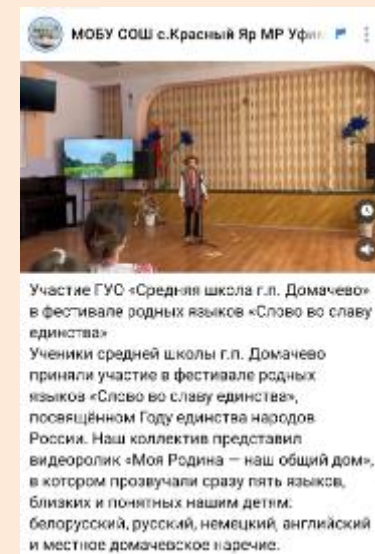 МОБУ СОШ с.Красный Яр МР Уфи
Участие ГУО «Средняя школа г.п. Домачево»
в фестивале родных языков «Слово во славу
единства»
Ученики средней школы г.п. Домачево
приняли участие в фестивале родных
языков «Слово во славу единства»,
посвящённом Году единства народов
России. Наш коллектив представил
видеоролик «Моя Родина — наш общий дом»,
в котором прозвучали сразу пять языков,
близких и понятных нашим детям:
белорусский, русский, немецкий, английский
и местное домачевское наречие.